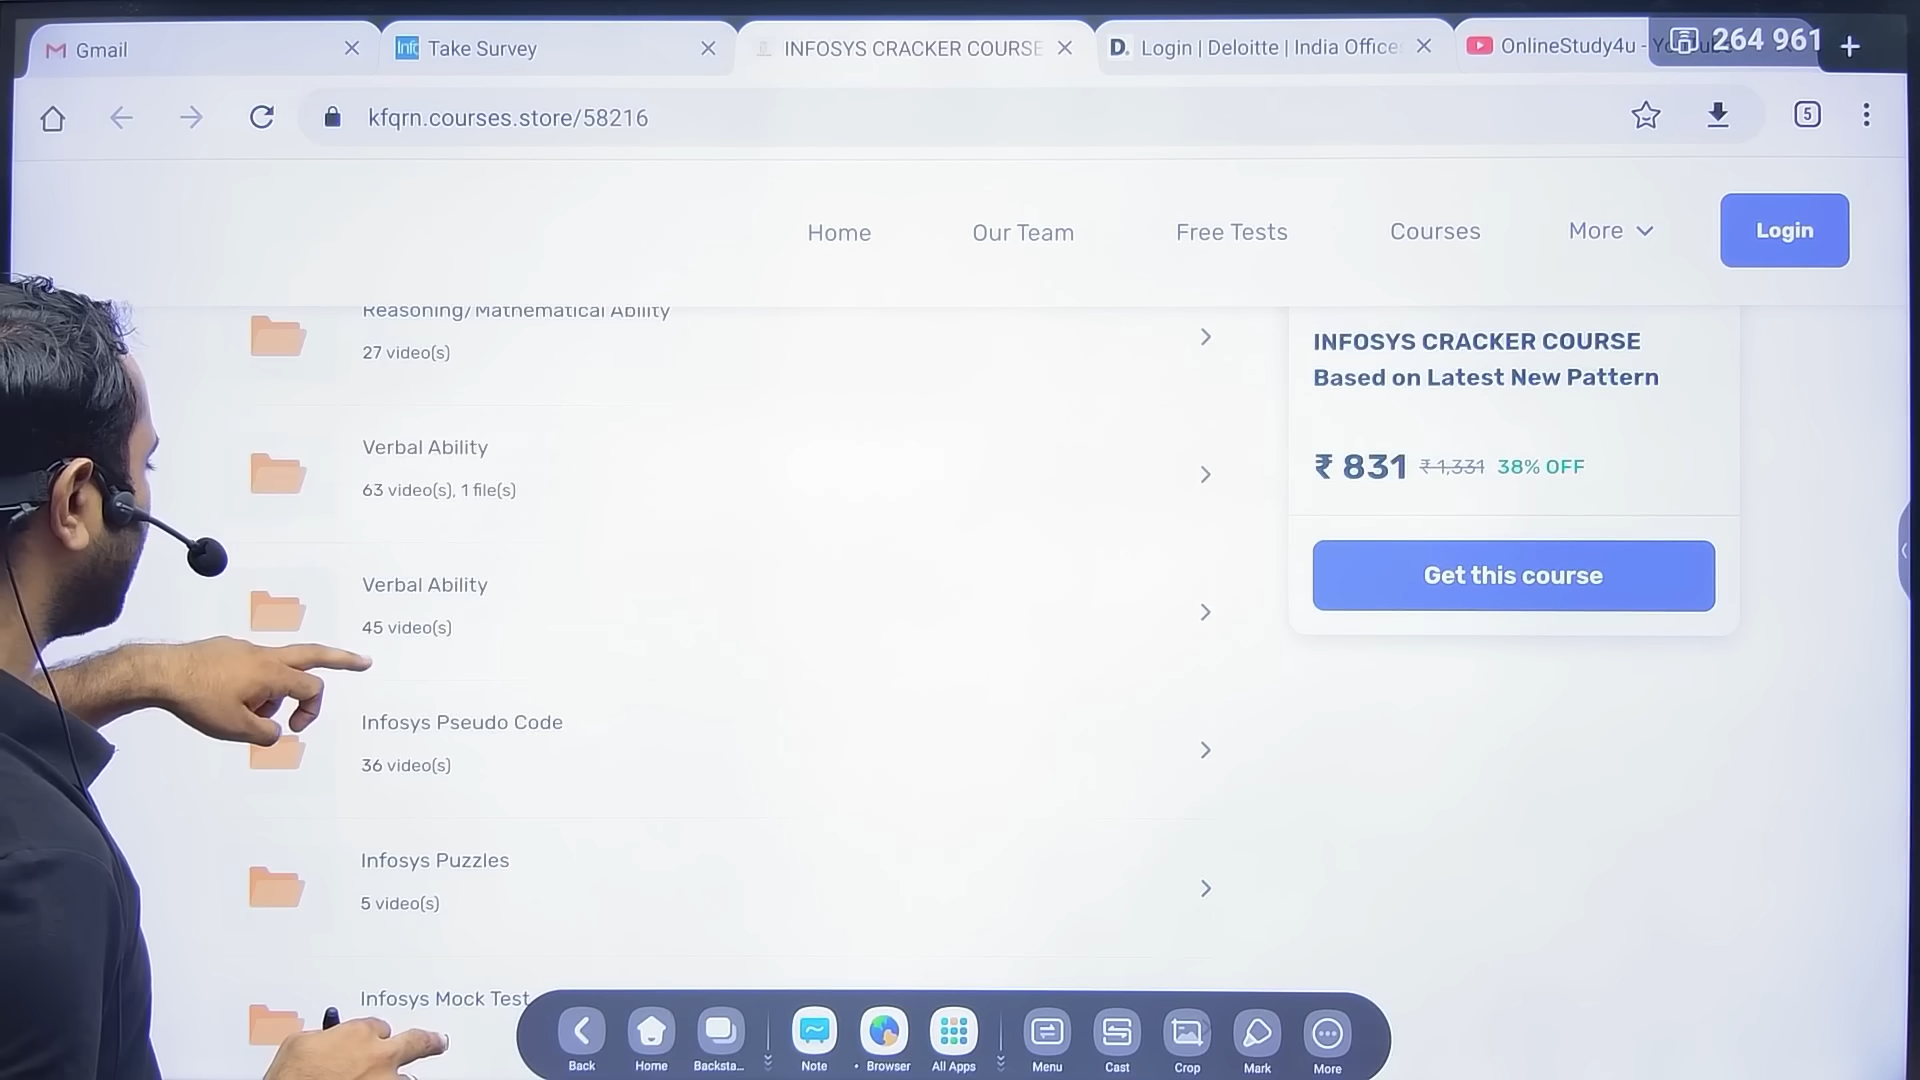 Gmail
Info
Take Survey
INFOSYS CRACKER COURSE
D.
Login | Deloitte | India Office
OnlineStudy4u -
264 961
kfqrn.courses.store/58216
5
Home
Our Team
Free Tests
Courses
More
Login
Reasoning/Mathematical Ability
27 video(s)
Verbal Ability
63 video(s), 1 file(s)
Verbal Ability
45 video(s)
Infosys Pseudo Code
36 video(s)
Infosys Puzzles
5 video(s)
Infosys Mock Test
INFOSYS CRACKER COURSE
Based on Latest New Pattern
₹ 831 ₹ 1,331 38% OFF
Get this course
Back
Home
Backsta...
Note
Browser
All Apps
Menu
Cast
Crop
Mark
More